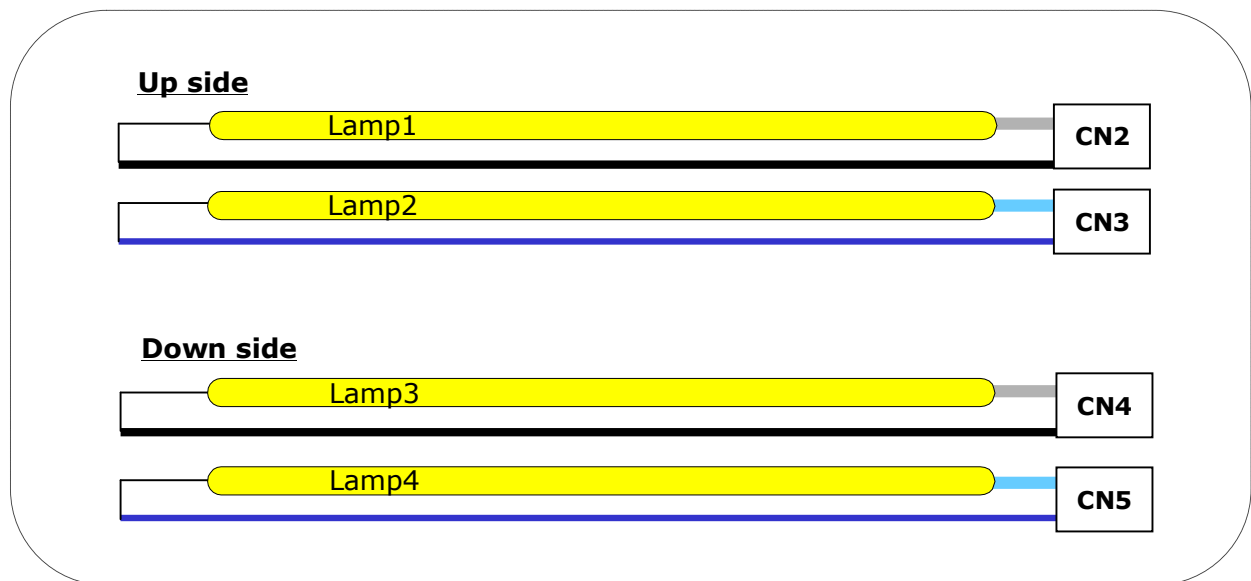 Up side
Lamp1
CN2
Lamp2
CN3
Down side
Lamp3
CN4
Lamp4
CN5